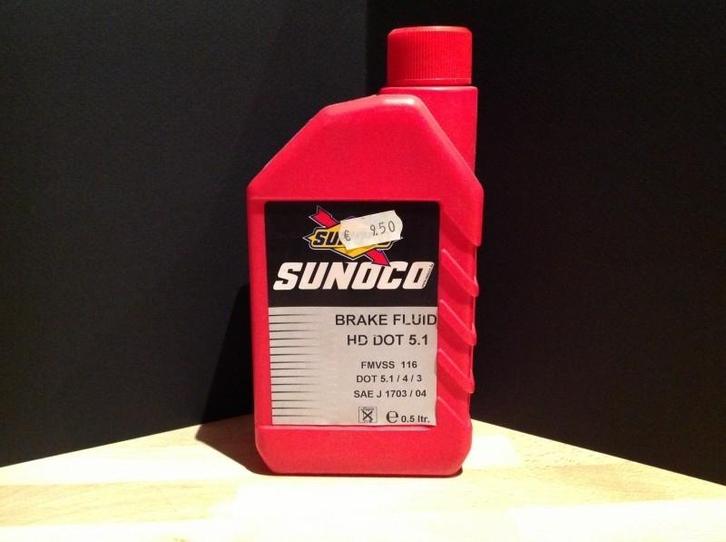 € 9.50
SUNOCO
BRAKE FLUID
HD DOT 5.1
FMVSS 116
DOT 5.1 / 4 / 3
SAE J 1703 / 04
℮ 0.5 ltr.